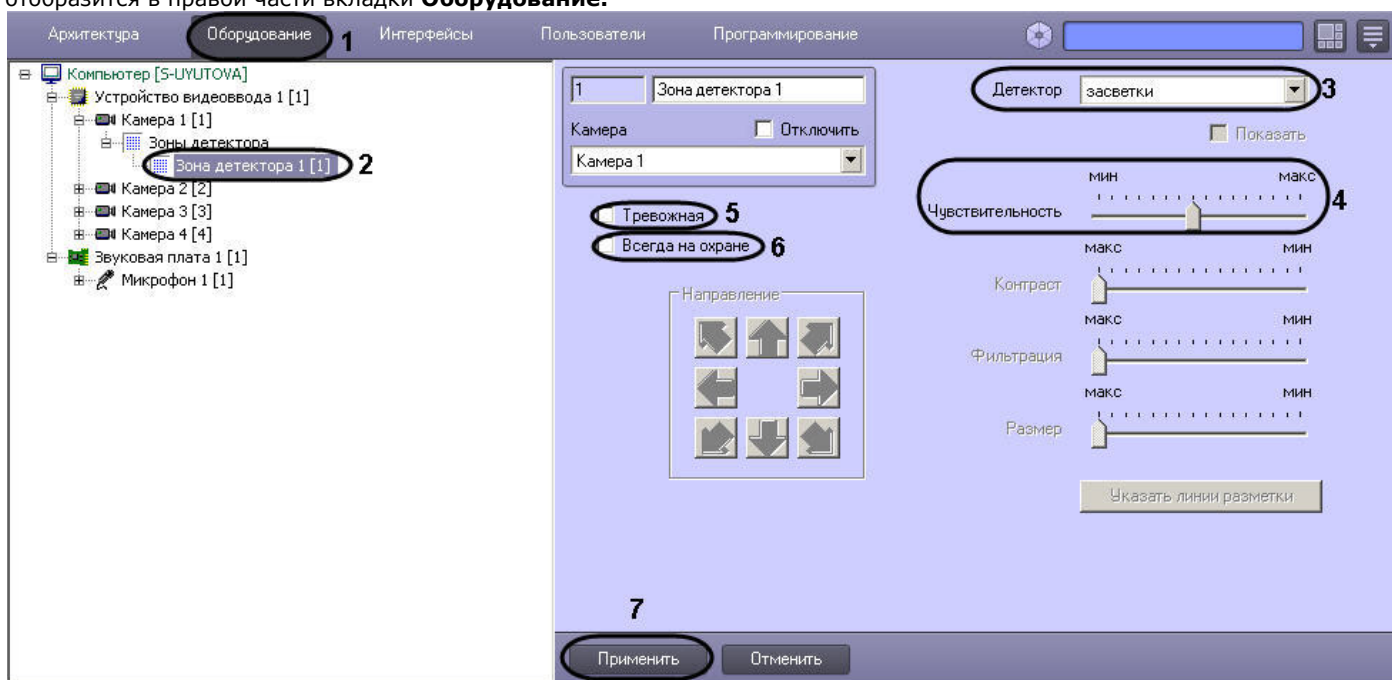 отобразится в правой части вкладки Оборудование.
Архитектура Оборудование 1 Интерфейсы Пользователи Программирование
Компьютер [S-UYUTOVA]
Устройство видеоввода 1 [1]
Камера 1 [1]
Зоны детектора
Зона детектора 1 [1] 2
Камера 2 [2]
Камера 3 [3]
Камера 4 [4]
Звуковая плата 1 [1]
Микрофон 1 [1]
1 Зона детектора 1
Камера Отключить
Камера 1
Тревожная 5
Всегда на охране 6
Направление
Детектор засветки 3
Показать
мин макс
Чувствительность 4
макс мин
Контраст
макс мин
Фильтрация
макс мин
Размер
Указать линии разметки
7
Применить Отменить